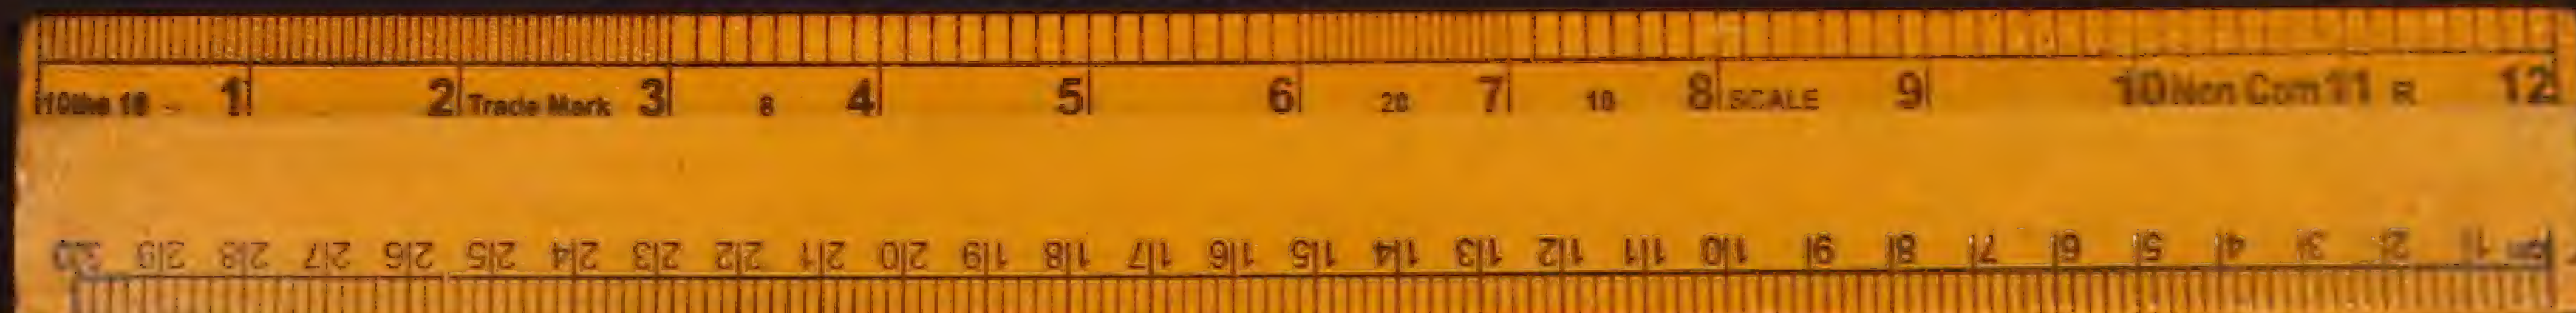 10ths 16 1 2 Trade Mark 3 8 4 5 6 20 7 10 8 SCALE 9 10 Non Com 11 R 12
30 29 28 27 26 25 24 23 22 21 20 19 18 17 16 15 14 13 12 11 10 9 8 7 6 5 4 3 2 1 cm